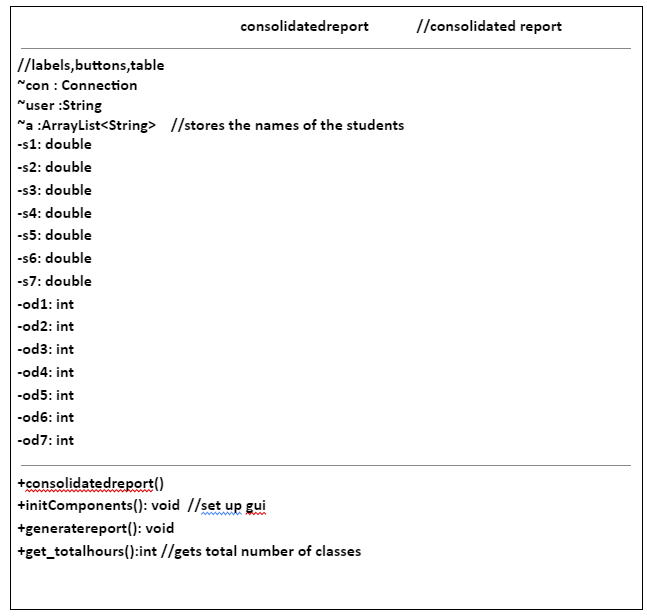 consolidatedreport //consolidated report
//labels,buttons,table
~con : Connection
~user :String
~a :ArrayList<String> //stores the names of the students
-s1: double
-s2: double
-s3: double
-s4: double
-s5: double
-s6: double
-s7: double
-od1: int
-od2: int
-od3: int
-od4: int
-od5: int
-od6: int
-od7: int
+consolidatedreport()
+initComponents(): void //set up gui
+generatereport(): void
+get_totalhours():int //gets total number of classes